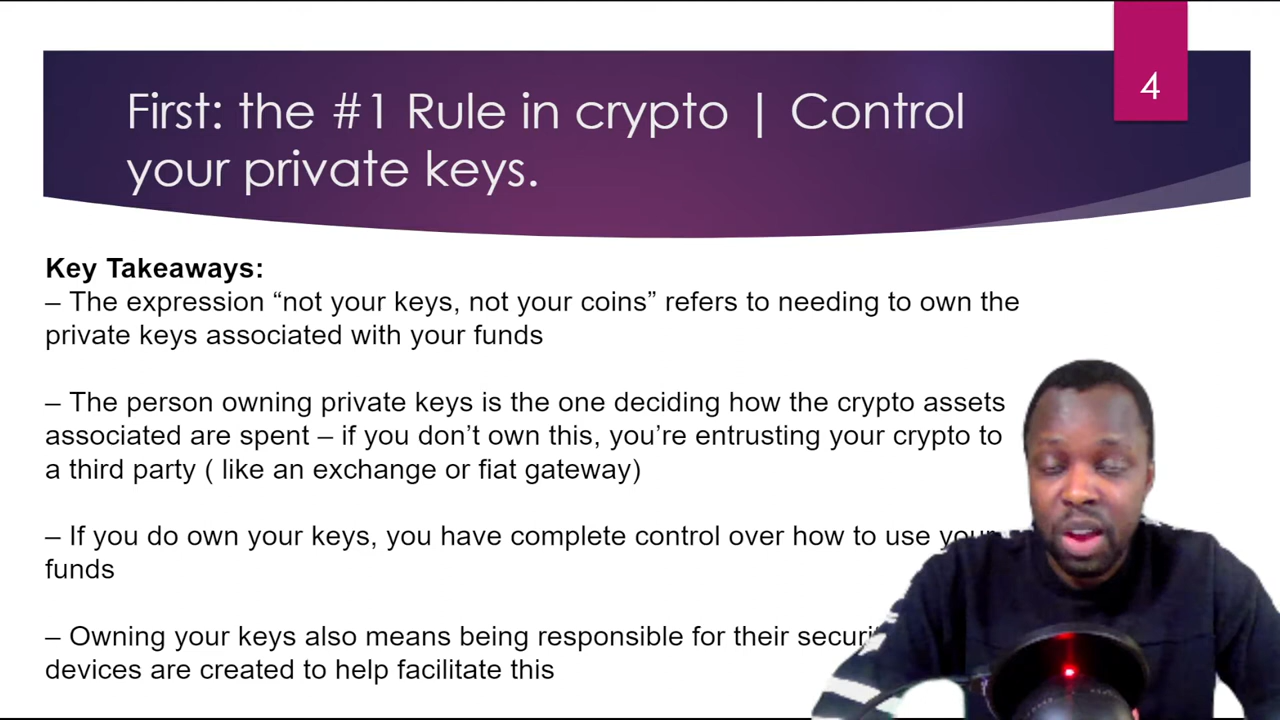 4
First: the #1 Rule in crypto | Control
your private keys.
Key Takeaways:
– The expression “not your keys, not your coins” refers to needing to own the
private keys associated with your funds
– The person owning private keys is the one deciding how the crypto assets
associated are spent – if you don’t own this, you’re entrusting your crypto to
a third party ( like an exchange or fiat gateway)
– If you do own your keys, you have complete control over how to use your
funds
– Owning your keys also means being responsible for their
devices are created to help facilitate this